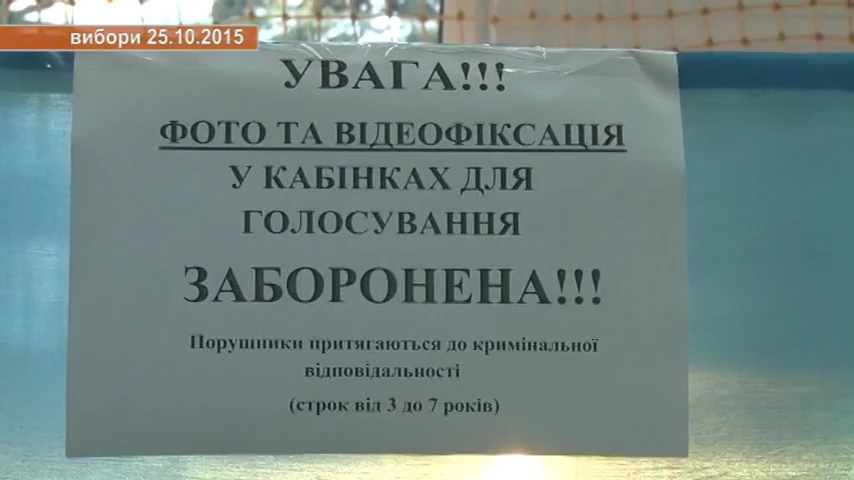 вибори 25.10.2015
УВАГА!!!
ФОТО ТА ВІДЕОФІКСАЦІЯ
У КАБІНКАХ ДЛЯ
ГОЛОСУВАННЯ
ЗАБОРОНЕНА!!!
Порушники притягаються до кримінальної
відповідальності
(строк від 3 до 7 років)